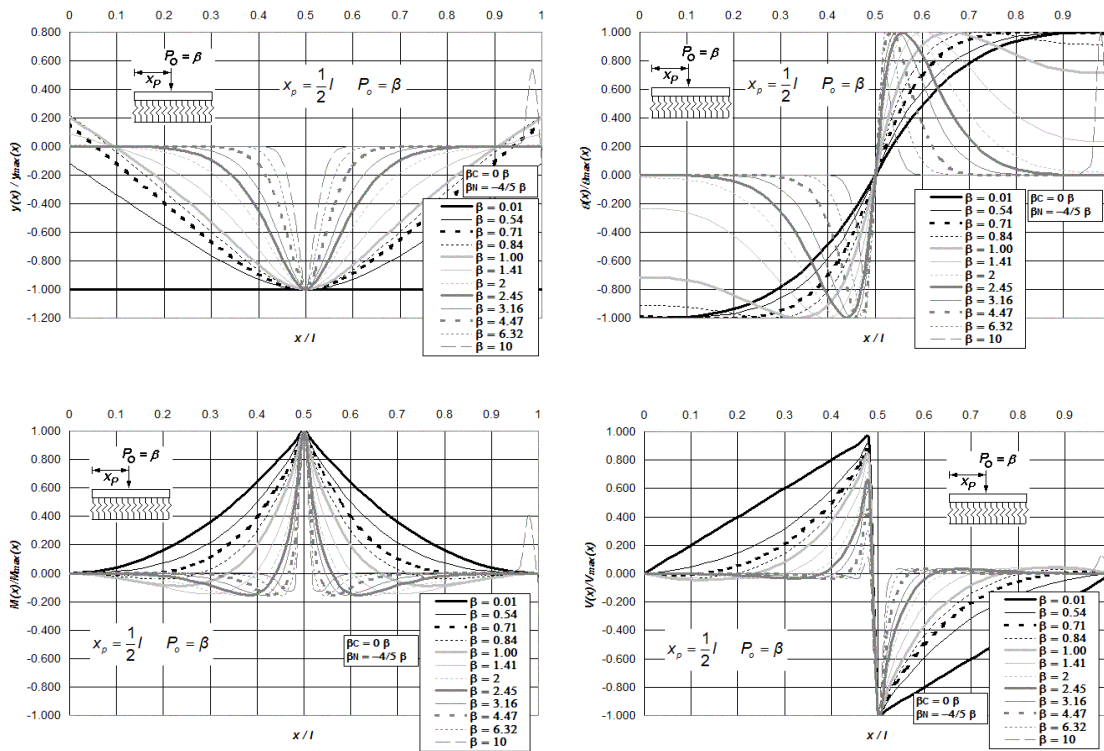 0 0.1 0.2 0.3 0.4 0.5 0.6 0.7 0.8 0.9 1
0.800
0.600
0.400
0.200
0.000
-0.200
-0.400
-0.600
-0.800
-1.000
-1.200
y(x) / ymax(x)
Po = β
xP
xp = 1/2 l Po = β
βC = 0 β
βN = −4/5 β
β = 0.01
β = 0.54
β = 0.71
β = 0.84
β = 1.00
β = 1.41
β = 2
β = 2.45
β = 3.16
β = 4.47
β = 6.32
β = 10
x / l
0 0.1 0.2 0.3 0.4 0.5 0.6 0.7 0.8 0.9
1.000
0.800
0.600
0.400
0.200
0.000
-0.200
-0.400
-0.600
-0.800
-1.000
Po = β
xP
xp = 1/2 l Po = β
βC = 0 β
βN = −4/5 β
β = 0.01
β = 0.54
β = 0.71
β = 0.84
β = 1.00
β = 1.41
β = 2
β = 2.45
β = 3.16
β = 4.47
β = 6.32
β = 10
x / l
0 0.1 0.2 0.3 0.4 0.5 0.6 0.7 0.8 0.9 1
1.000
0.800
0.600
0.400
0.200
0.000
-0.200
-0.400
-0.600
-0.800
-1.000
M(x)/Mmax(x)
Po = β
xP
xp = 1/2 l Po = β
βC = 0 β
βN = −4/5 β
β = 0.01
β = 0.54
β = 0.71
β = 0.84
β = 1.00
β = 1.41
β = 2
β = 2.45
β = 3.16
β = 4.47
β = 6.32
β = 10
x / l
0 0.1 0.2 0.3 0.4 0.5 0.6 0.7 0.8 0.9
1.000
0.800
0.600
0.400
0.200
0.000
-0.200
-0.400
-0.600
-0.800
-1.000
V(x)/Vmax(x)
Po = β
xP
xp = 1/2 l Po = β
βC = 0 β
βN = −4/5 β
β = 0.01
β = 0.54
β = 0.71
β = 0.84
β = 1.00
β = 1.41
β = 2
β = 2.45
β = 3.16
β = 4.47
β = 6.32
β = 10
x / l